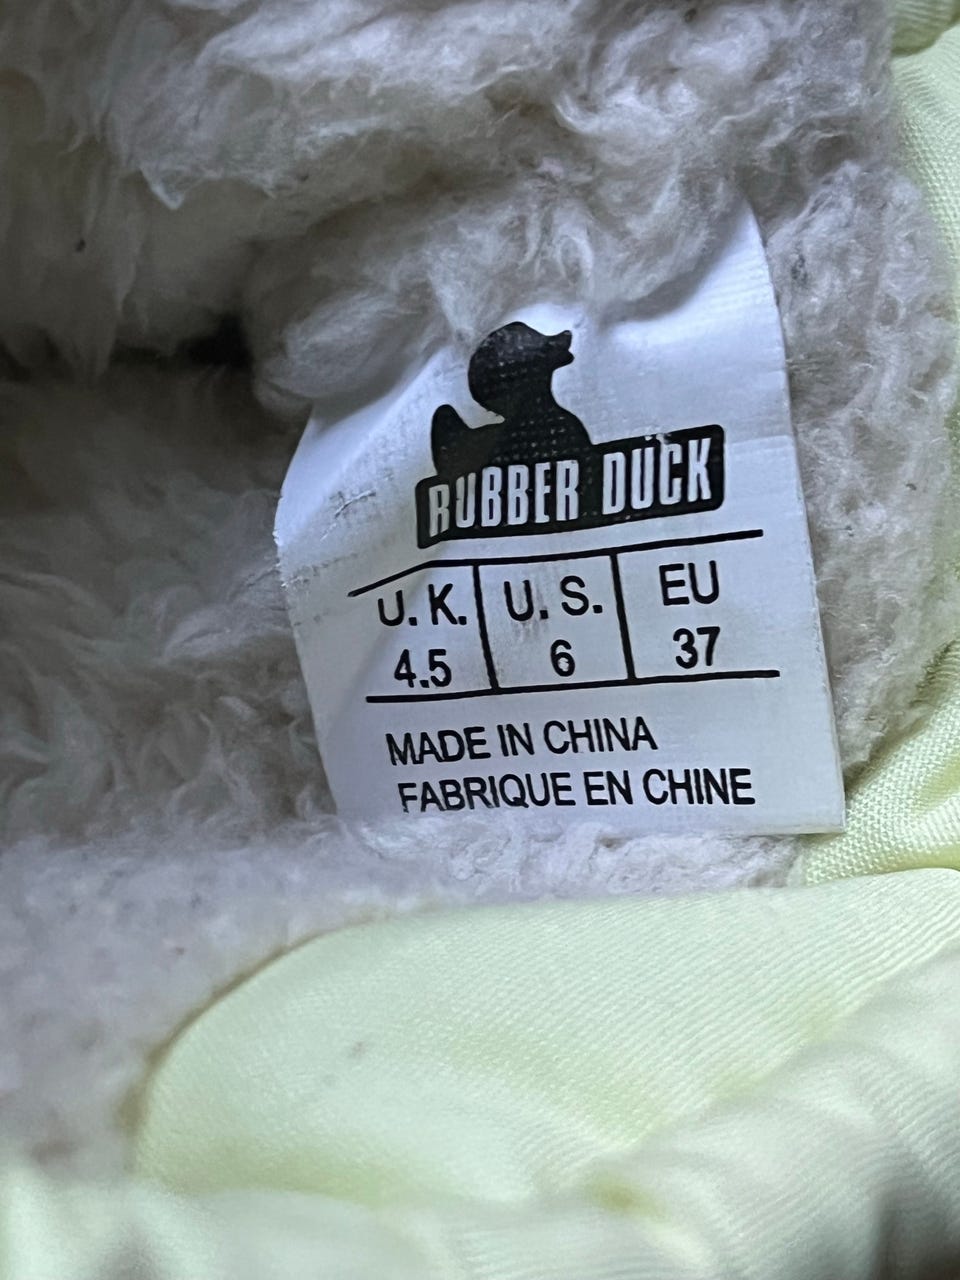 RUBBER DUCK
U. K. U. S. EU
4.5 6 37
MADE IN CHINA
FABRIQUE EN CHINE